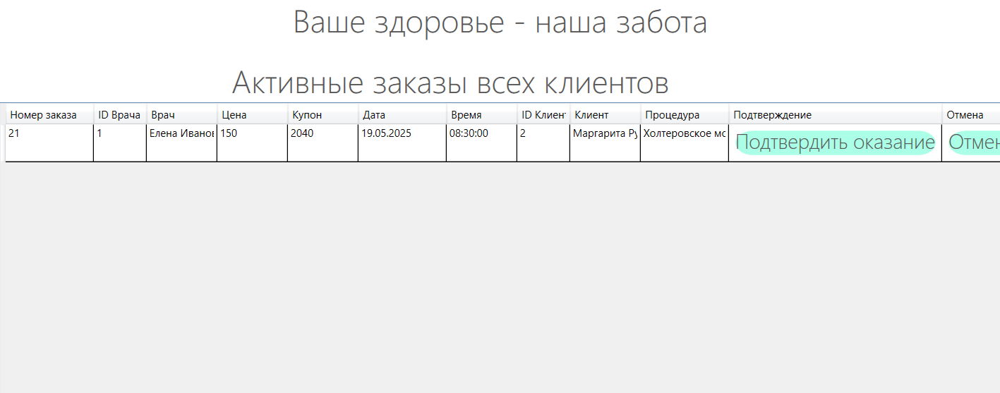 Ваше здоровье - наша забота
Активные заказы всех клиентов
Номер заказа ID Врача Врач Цена Купон Дата Время ID Клиент Клиент Процедура Подтверждение Отмена
21 1 Елена Иванов 150 2040 19.05.2025 08:30:00 2 Маргарита Ру Холтеровское мо Подтвердить оказание Отмен